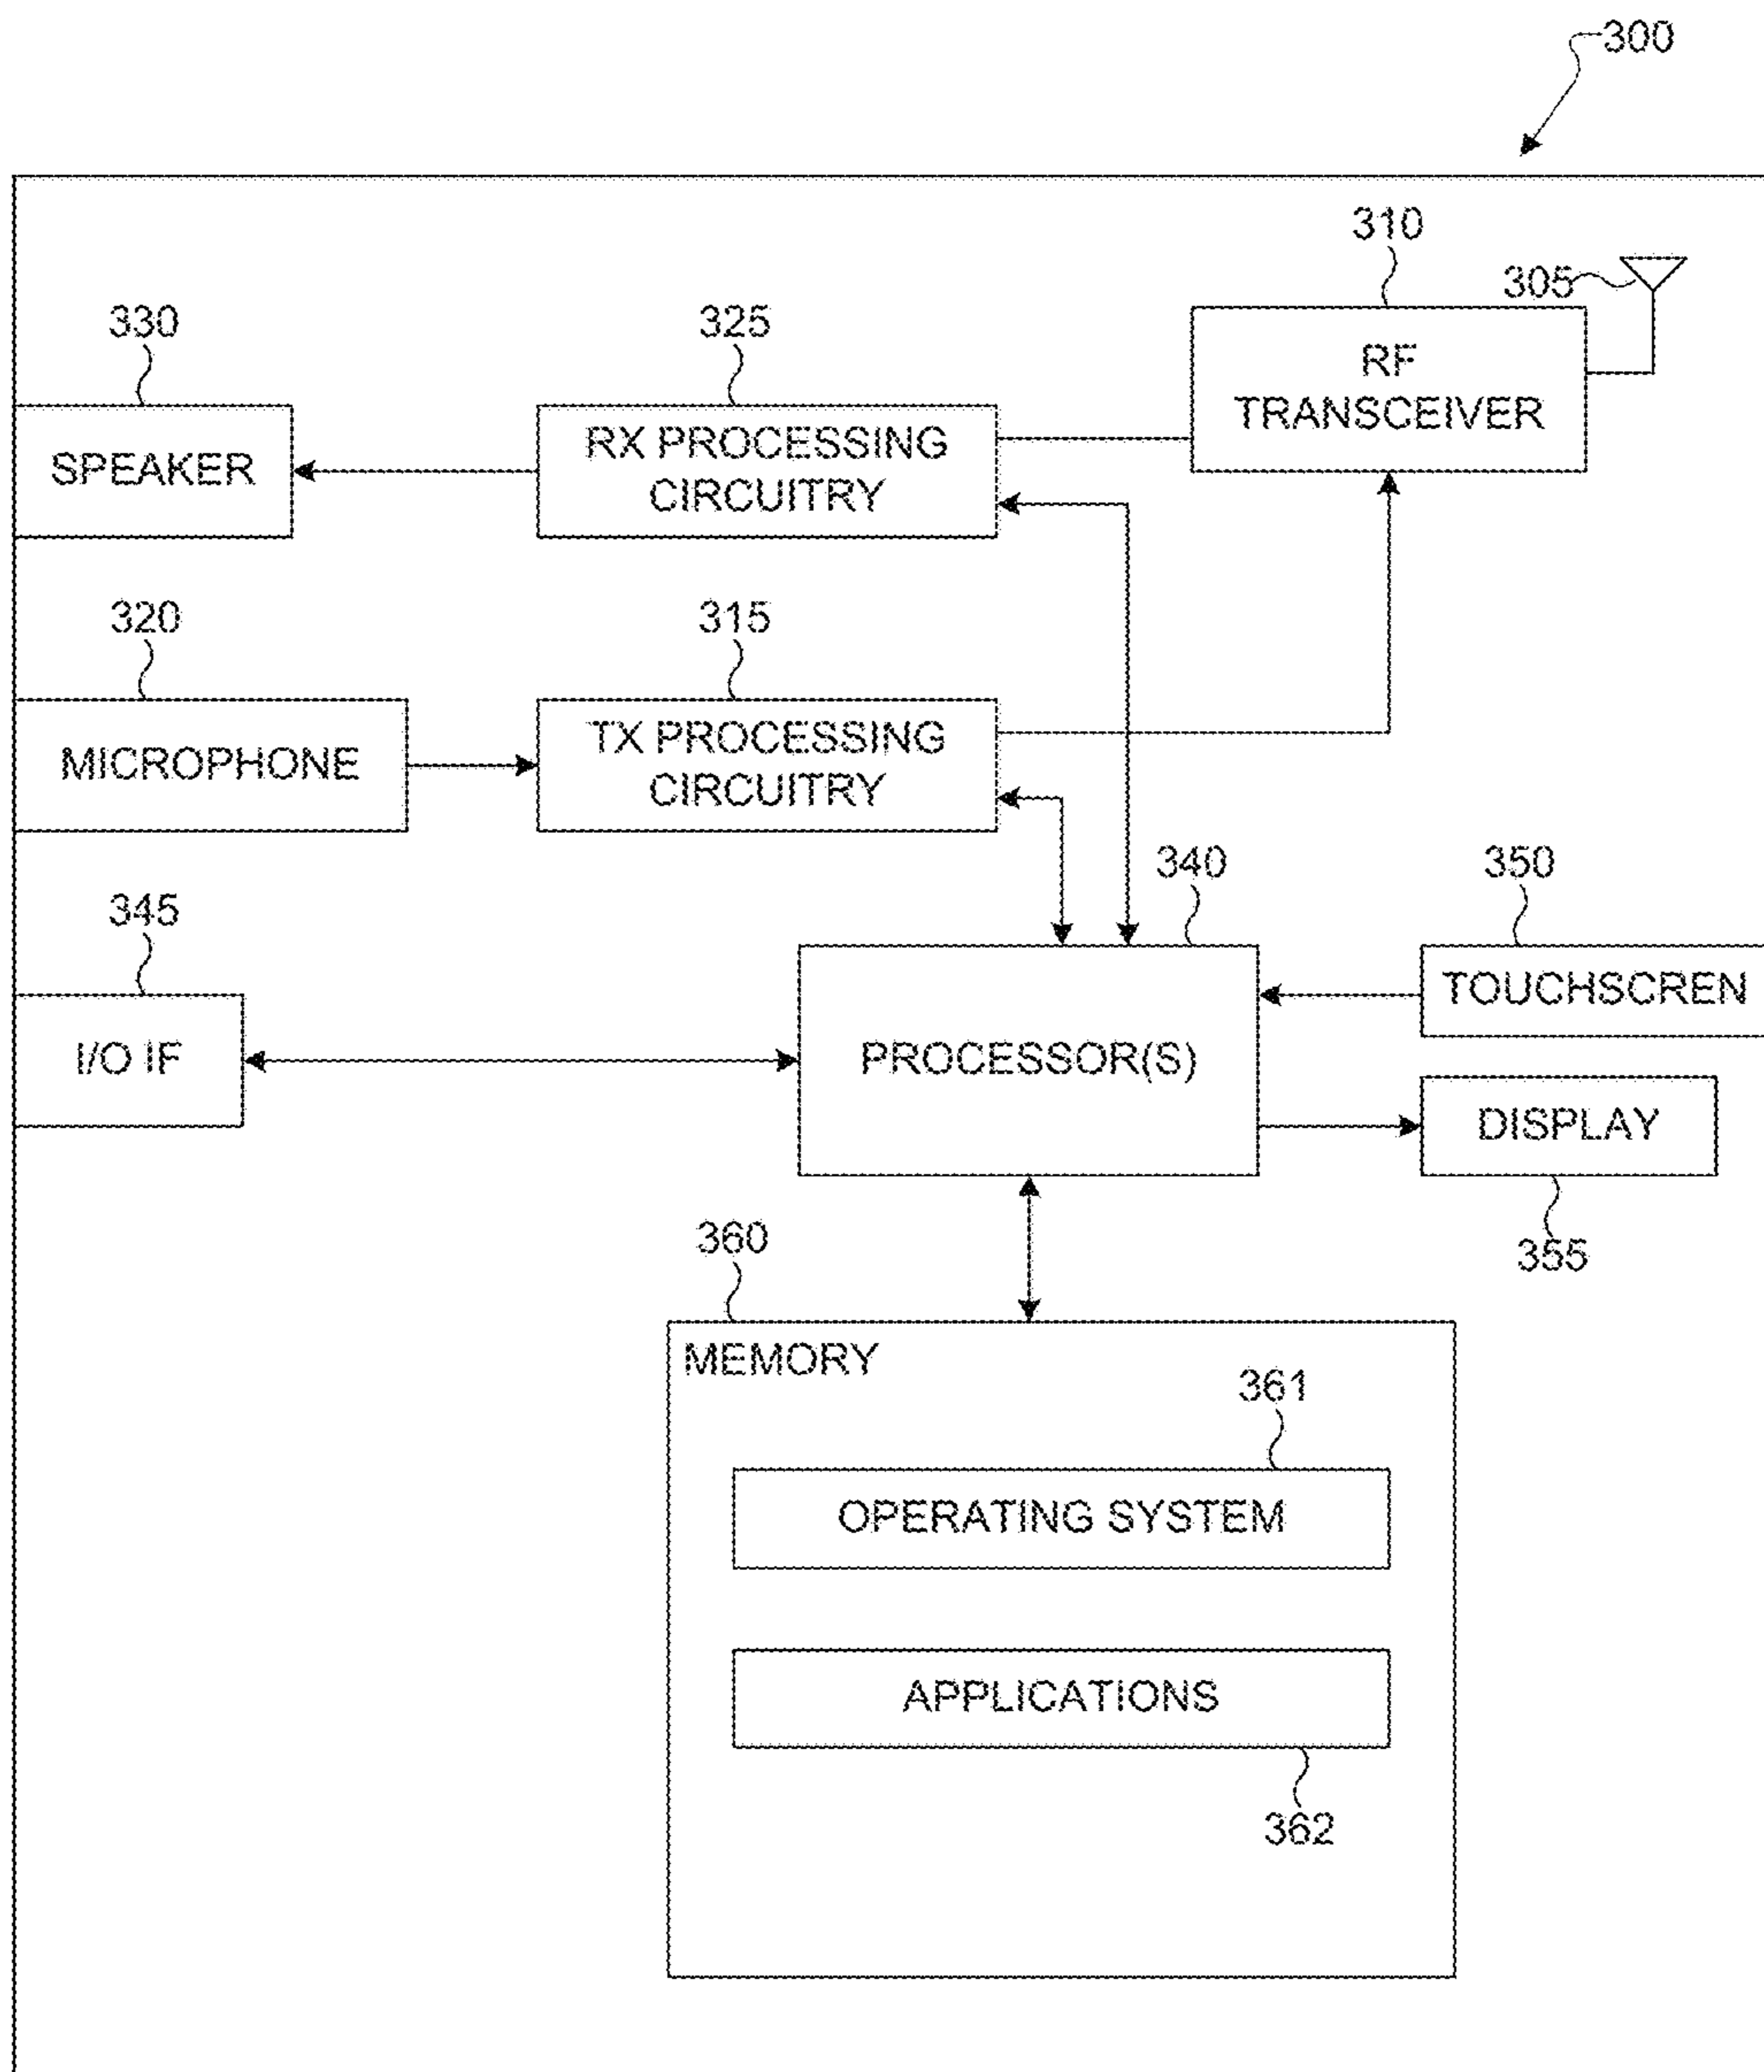 300
310
305
330
325
RF
TRANSCEIVER
SPEAKER
RX PROCESSING
CIRCUITRY
320
315
MICROPHONE
TX PROCESSING
CIRCUITRY
345
340
350
I/O IF
PROCESSOR(S)
TOUCHSCREN
DISPLAY
355
360
MEMORY
361
OPERATING SYSTEM
APPLICATIONS
362